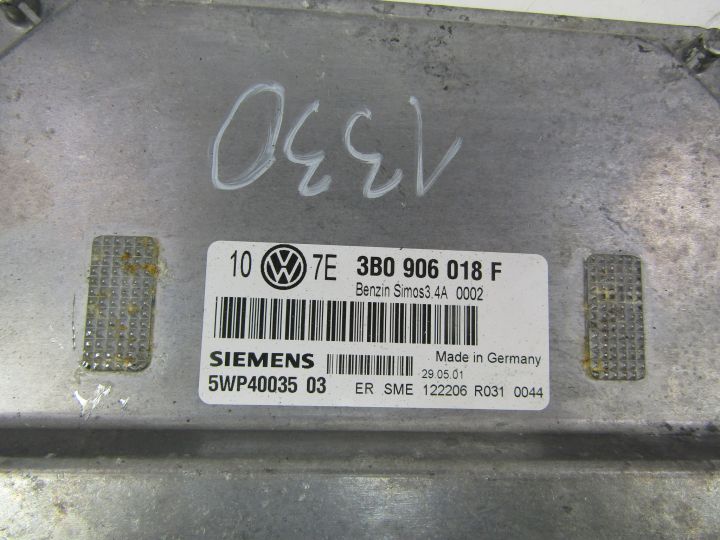 1330
10 VW 7E 3B0 906 018 F
Benzin Simos3.4A 0002
SIEMENS Made in Germany
29.05.01
5WP40035 03 ER SME 122206 R031 0044